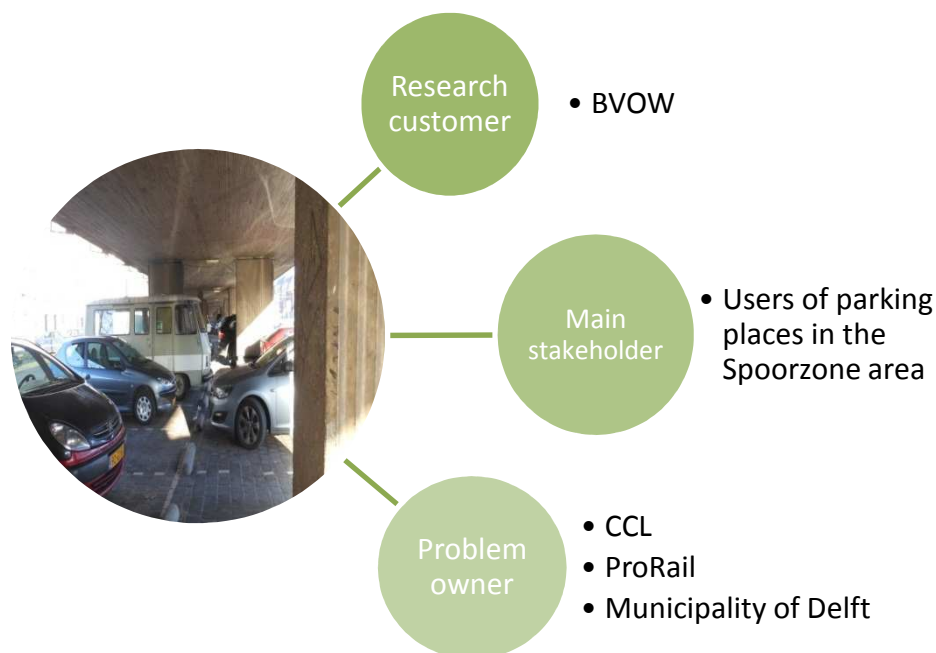 Research
customer
• BVOW
Main
stakeholder
• Users of parking
places in the
Spoorzone area
Problem
owner
• CCL
• ProRail
• Municipality of Delft